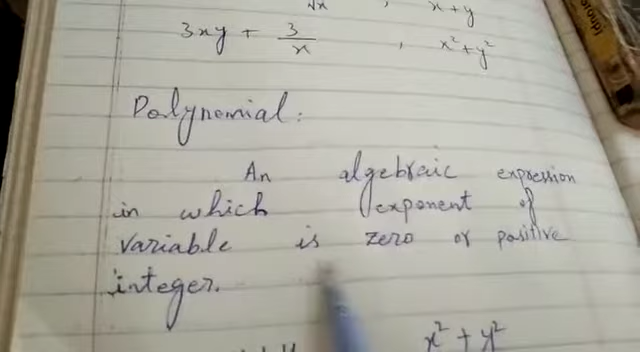 x+y
3xy + 3/x , x²+y²
Polynomial:
An algebraic expression
in which exponent of
variable is zero or positive
integer.
x²+y²